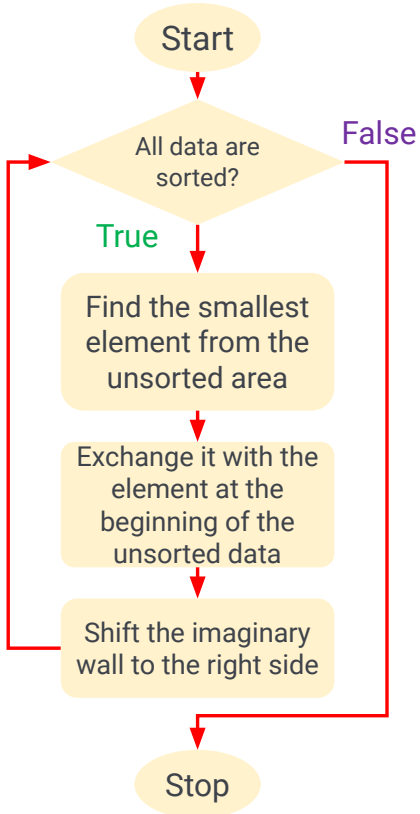 Start
All data are
sorted?
False
True
Find the smallest
element from the
unsorted area
Exchange it with the
element at the
beginning of the
unsorted data
Shift the imaginary
wall to the right side
Stop